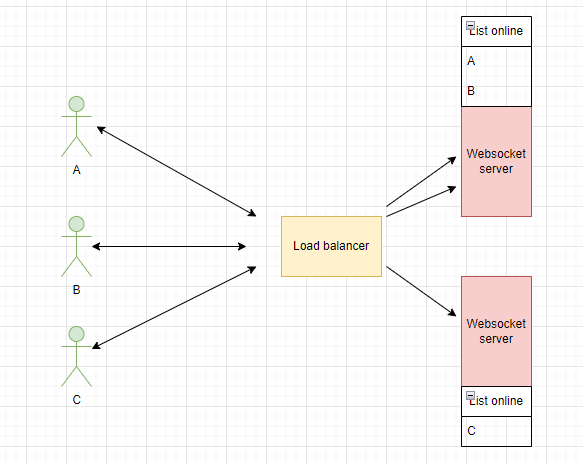 List online
A
B
Websocket
server
A
Load balancer
B
Websocket
server
C
List online
C